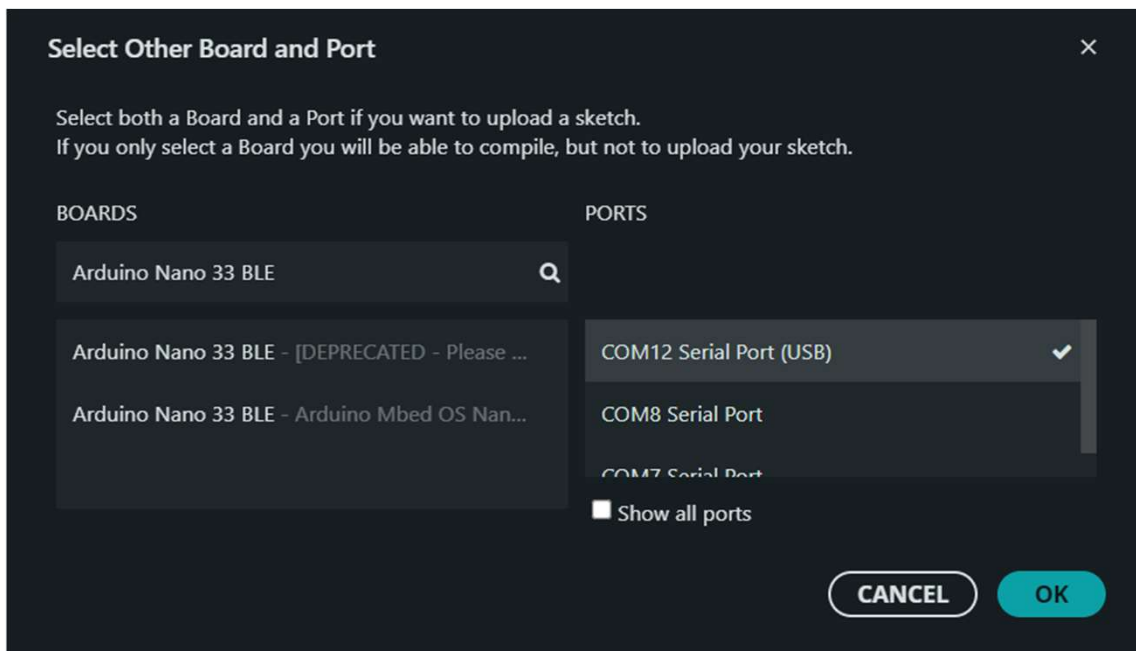 Select Other Board and Port
Select both a Board and a Port if you want to upload a sketch.
If you only select a Board you will be able to compile, but not to upload your sketch.
BOARDS
Arduino Nano 33 BLE
Arduino Nano 33 BLE - [DEPRECATED - Please ...
Arduino Nano 33 BLE - Arduino Mbed OS Nan...
PORTS
COM12 Serial Port (USB)
COM8 Serial Port
COM7 Serial Port
Show all ports
CANCEL
OK